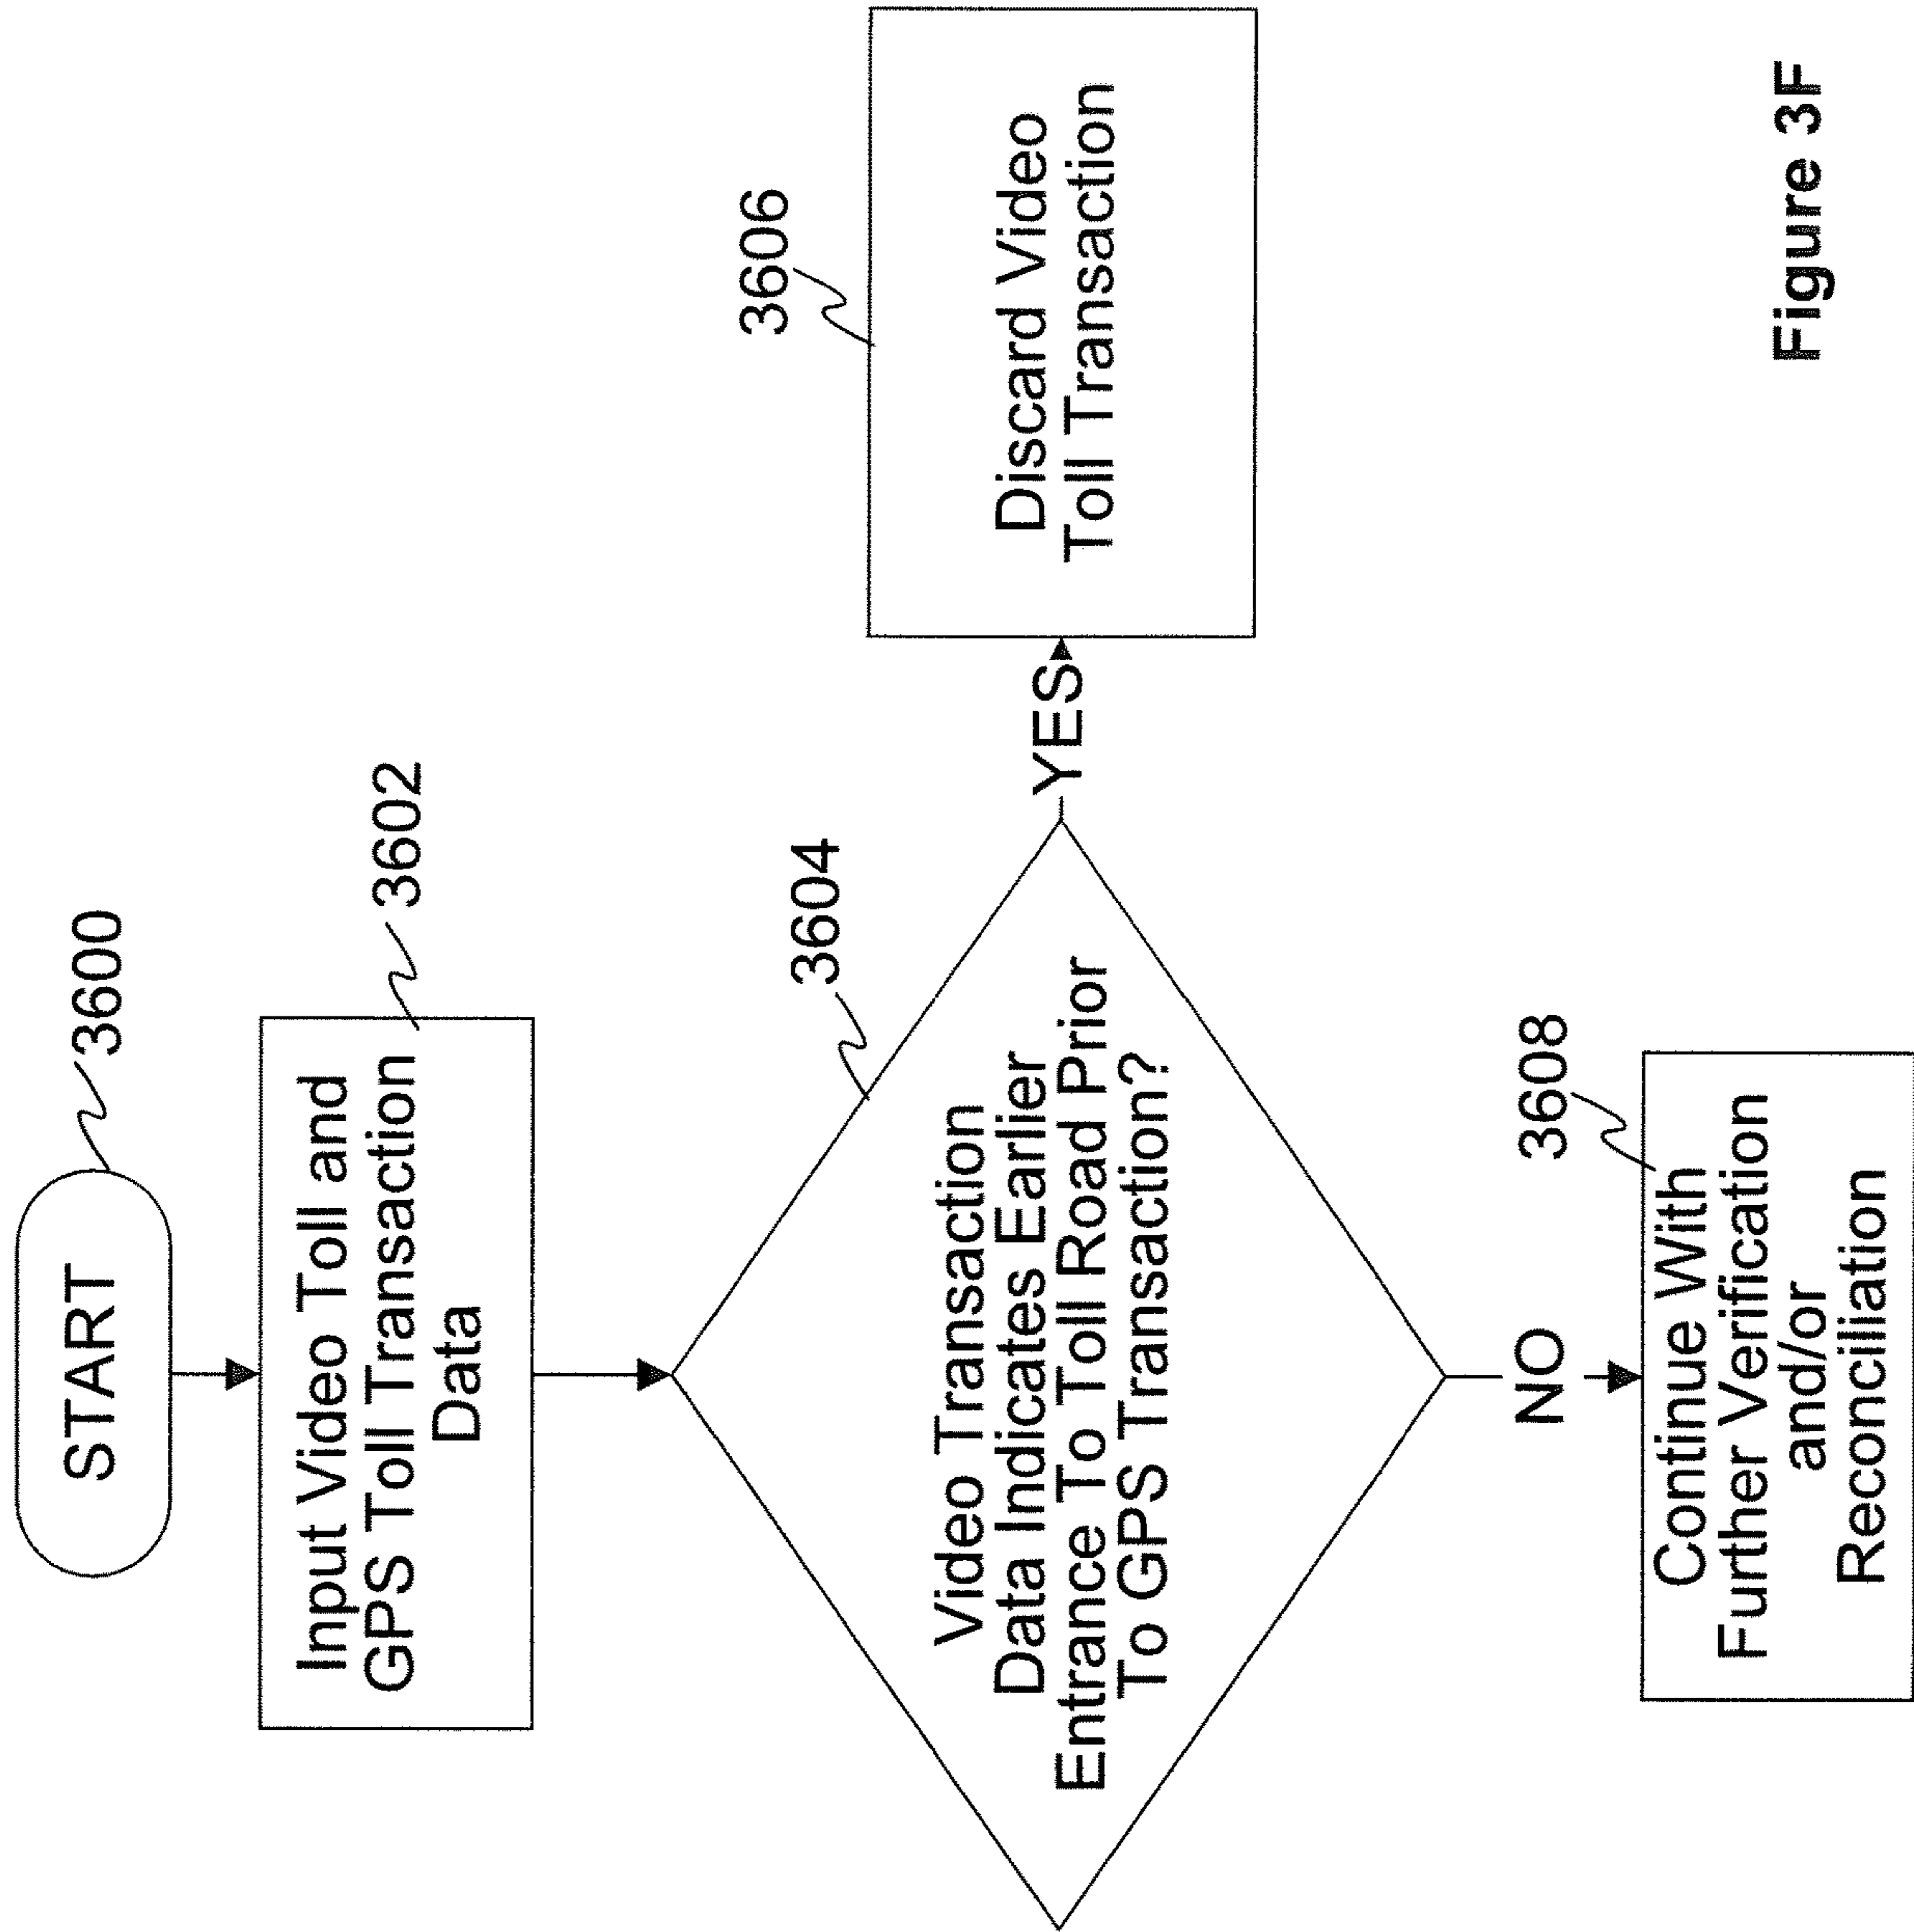 START
3600
Input Video Toll and
GPS Toll Transaction
Data
3602
Video Transaction
Data Indicates Earlier
Entrance To Toll Road Prior
To GPS Transaction?
3604
YES
Discard Video
Toll Transaction
3606
NO
Continue With
Further Verification
and/or
Reconciliation
3608
Figure 3F